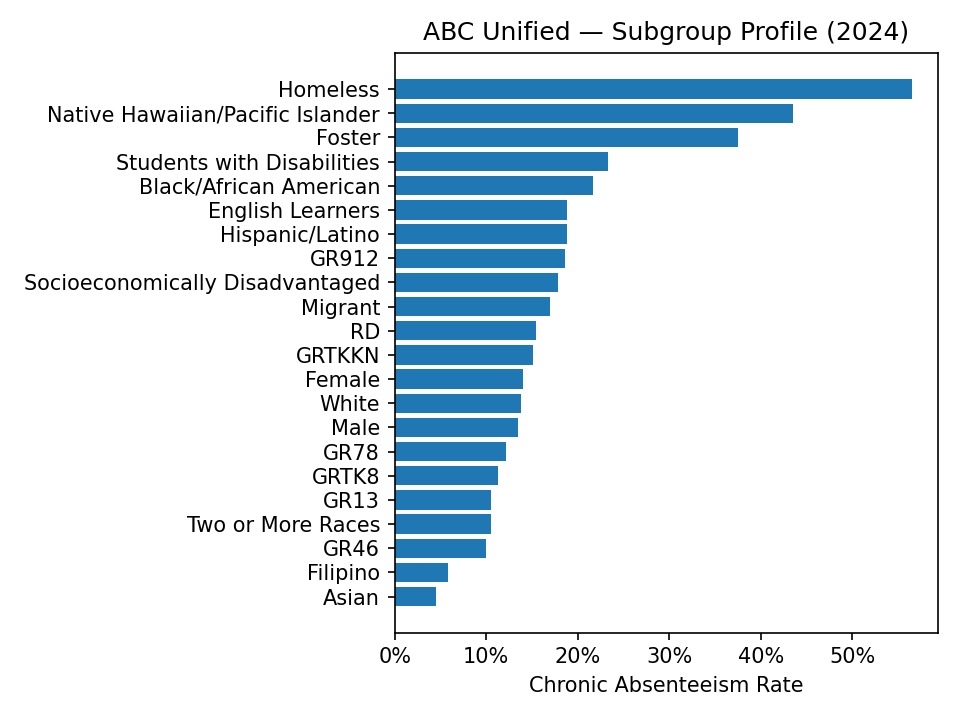 ABC Unified — Subgroup Profile (2024)
Homeless
Native Hawaiian/Pacific Islander
Foster
Students with Disabilities
Black/African American
English Learners
Hispanic/Latino
GR912
Socioeconomically Disadvantaged
Migrant
RD
GRTKKN
Female
White
Male
GR78
GRTK8
GR13
Two or More Races
GR46
Filipino
Asian
0% 10% 20% 30% 40% 50%
Chronic Absenteeism Rate